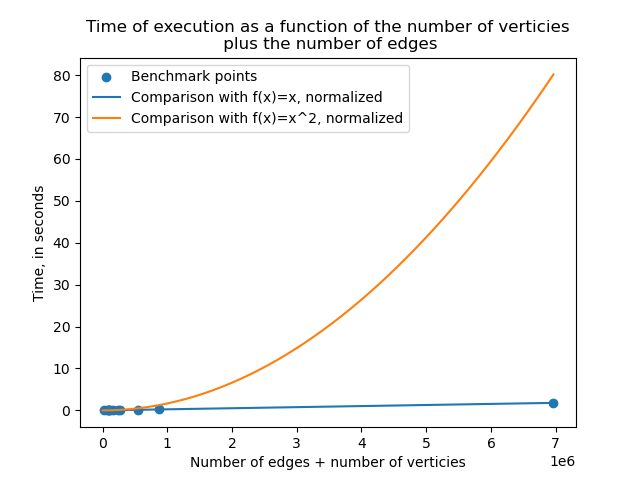 Time of execution as a function of the number of verticies
plus the number of edges
Benchmark points
Comparison with f(x)=x, normalized
Comparison with f(x)=x^2, normalized
Time, in seconds
80
70
60
50
40
30
20
10
0
0 1 2 3 4 5 6 7
1e6
Number of edges + number of verticies